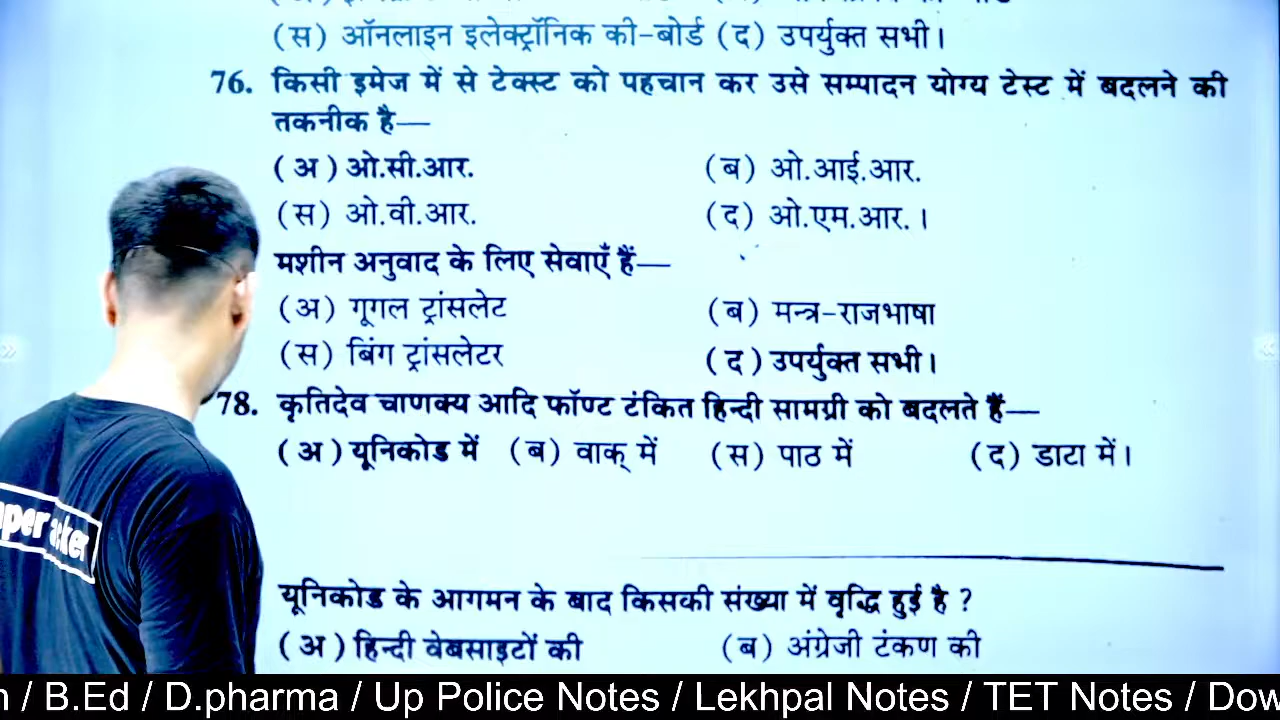 (स) ऑनलाइन इलेक्ट्रॉनिक की-बोर्ड (द) उपर्युक्त सभी।
76. किसी इमेज में से टेक्स्ट को पहचान कर उसे सम्पादन योग्य टेस्ट में बदलने की
तकनीक है—
(अ) ओ.सी.आर. (ब) ओ.आई.आर.
(स) ओ.वी.आर. (द) ओ.एम.आर.।
मशीन अनुवाद के लिए सेवाएँ हैं—
(अ) गूगल ट्रांसलेट (ब) मन्त्र-राजभाषा
(स) बिंग ट्रांसलेटर (द) उपर्युक्त सभी।
78. कृतिदेव चाणक्य आदि फॉण्ट टंकित हिन्दी सामग्री को बदलते हैं—
(अ) यूनिकोड में (ब) वाक् में (स) पाठ में (द) डाटा में।
यूनिकोड के आगमन के बाद किसकी संख्या में वृद्धि हुई है ?
(अ) हिन्दी वेबसाइटों की (ब) अंग्रेजी टंकण की
/ B.Ed / D.pharma / Up Police Notes / Lekhpal Notes / TET Notes /